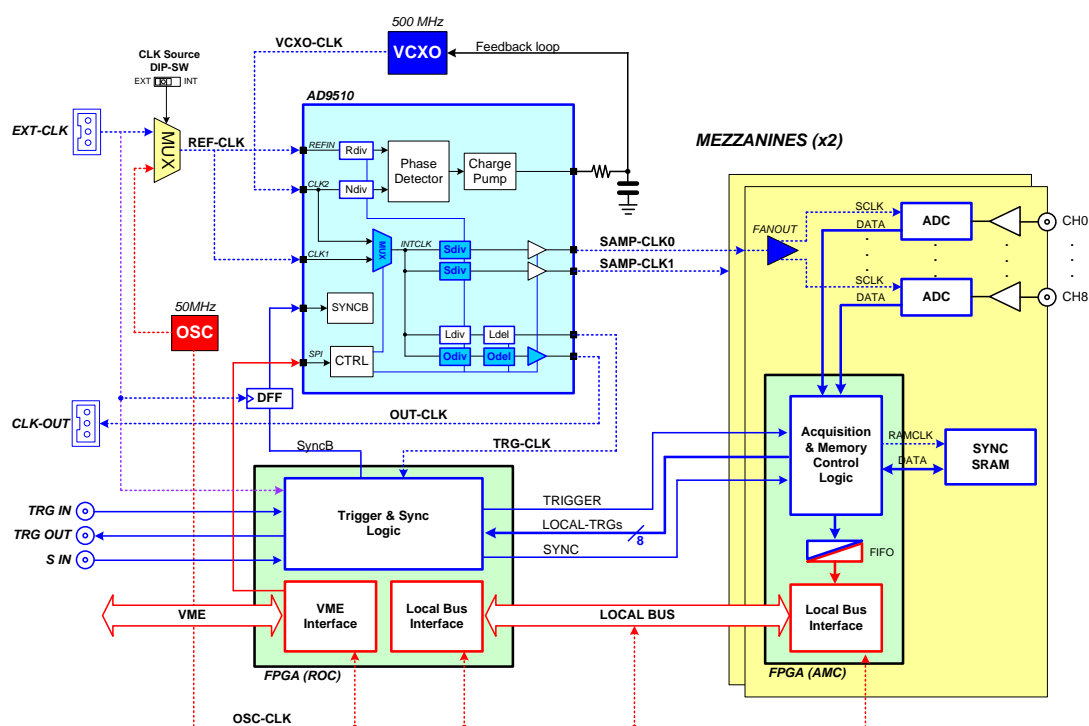 500 MHz
VCXO-CLK
VCXO
Feedback loop
CLK Source
DIP-SW
EXT
INT
AD9510
EXT-CLK
MUX
REF-CLK
REFIN
Rdiv
Phase
Detector
Charge
Pump
CLK2
Ndiv
MEZZANINES (x2)
SCLK
ADC
CH0
DATA
FANOUT
MUX
INTCLK
Sdiv
SAMP-CLK0
CLK1
Sdiv
SAMP-CLK1
SCLK
ADC
CH8
DATA
50MHz
OSC
SYNCB
Ldiv
Ldel
SPI
CTRL
Odiv
Odel
DFF
CLK-OUT
OUT-CLK
SyncB
TRG-CLK
Acquisition
& Memory
Control
Logic
RAMCLK
DATA
SYNC
SRAM
TRG IN
TRG OUT
S IN
Trigger & Sync
Logic
TRIGGER
LOCAL-TRGs
8
SYNC
FIFO
VME
VME
Interface
Local Bus
Interface
LOCAL BUS
Local Bus
Interface
FPGA (ROC)
FPGA (AMC)
OSC-CLK